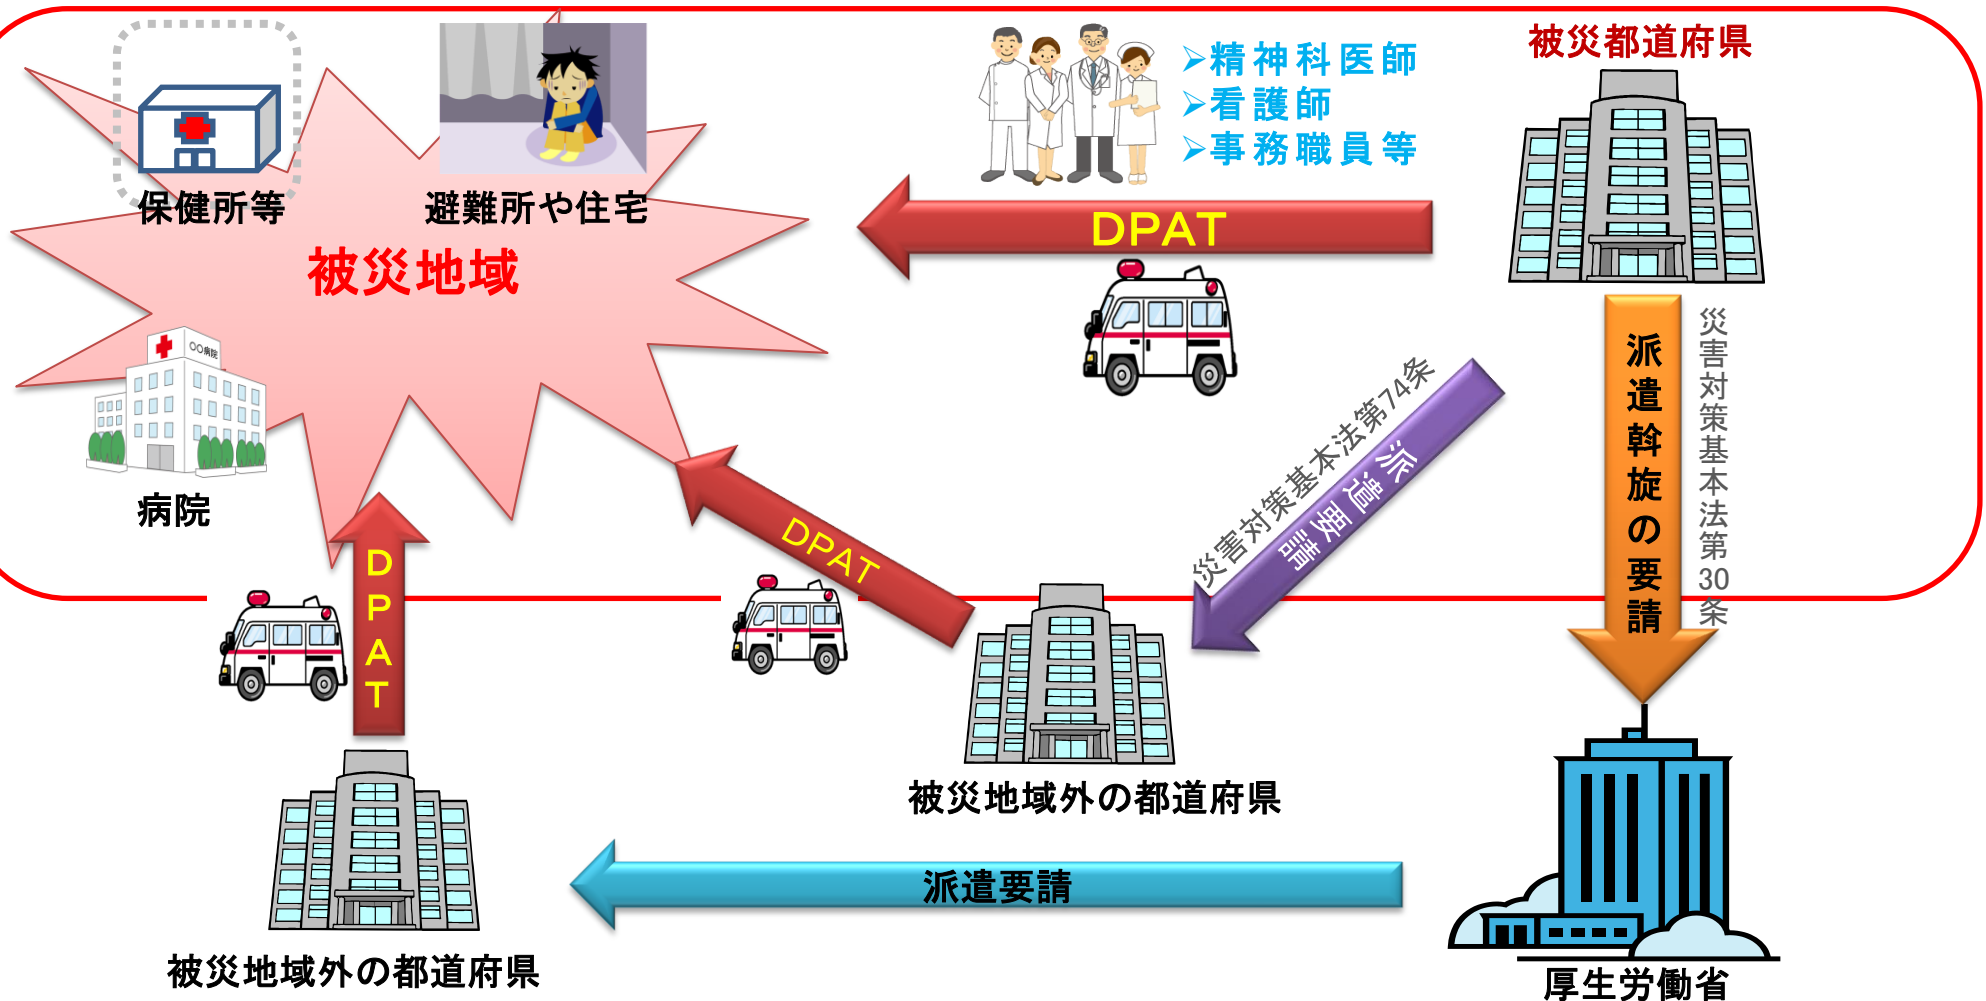 被災都道府県
➢精神科医師
➢看護師
➢事務職員等
保健所等
避難所や住宅
DPAT
被災地域
〇〇病院
病院
派遣斡旋の要請
災害対策基本法第30条
災害対策基本法第74条
派遣要請
DPAT
DPAT
被災地域外の都道府県
派遣要請
被災地域外の都道府県
厚生労働省